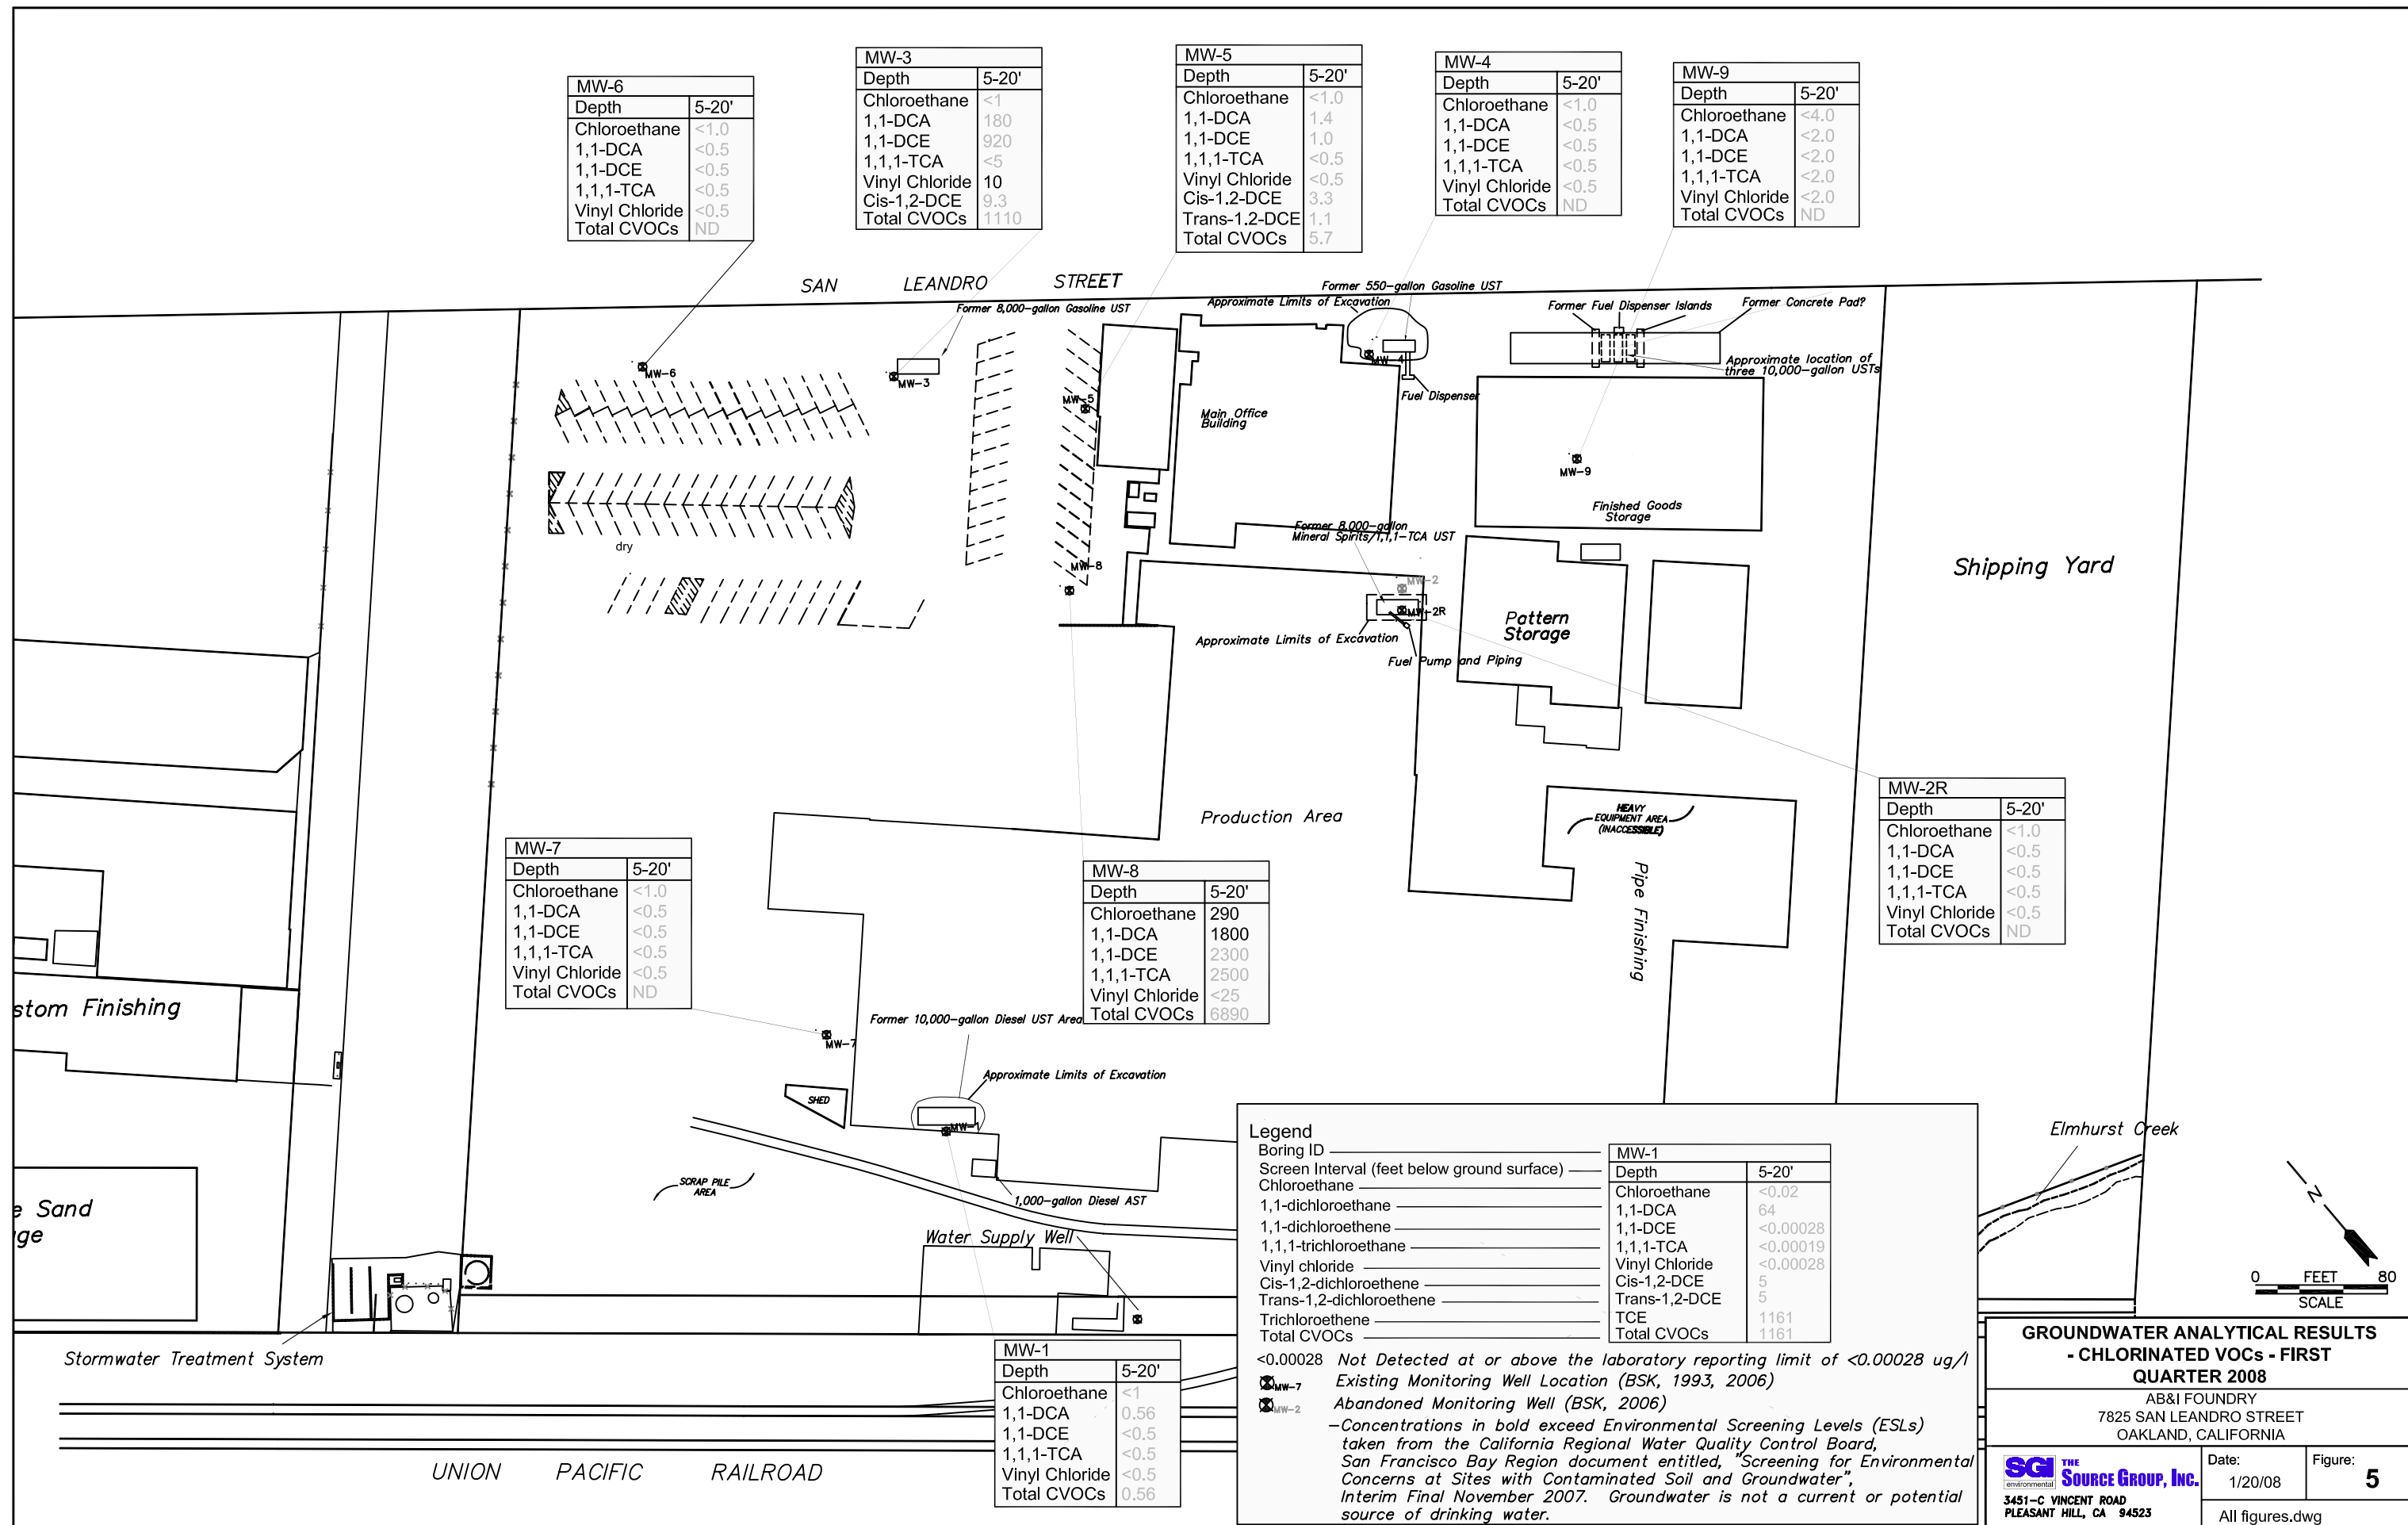 MW-6
Depth 5-20'
Chloroethane <1.0
1,1-DCA <0.5
1,1-DCE <0.5
1,1,1-TCA <0.5
Vinyl Chloride <0.5
Total CVOCs ND
MW-3
Depth 5-20'
Chloroethane <1
1,1-DCA 180
1,1-DCE 920
1,1,1-TCA <5
Vinyl Chloride 10
Cis-1,2-DCE 9.3
Total CVOCs 1110
MW-5
Depth 5-20'
Chloroethane <1.0
1,1-DCA 1.4
1,1-DCE 1.0
1,1,1-TCA <0.5
Vinyl Chloride <0.5
Cis-1.2-DCE 3.3
Trans-1.2-DCE 1.1
Total CVOCs 5.7
MW-4
Depth 5-20'
Chloroethane <1.0
1,1-DCA <0.5
1,1-DCE <0.5
1,1,1-TCA <0.5
Vinyl Chloride <0.5
Total CVOCs ND
MW-9
Depth 5-20'
Chloroethane <4.0
1,1-DCA <2.0
1,1-DCE <2.0
1,1,1-TCA <2.0
Vinyl Chloride <2.0
Total CVOCs ND
SAN LEANDRO STREET
Former 8,000-gallon Gasoline UST
Former 550-gallon Gasoline UST
Approximate Limits of Excavation
Former Fuel Dispenser Islands
Former Concrete Pad?
Approximate location of
three 10,000-gallon USTs
MW-6
MW-3
MW-5
MW-4
Fuel Dispenser
Main Office
Building
MW-9
Finished Goods
Storage
dry
Former 8,000-gallon
Mineral Spirits/1,1,1-TCA UST
MW-8
MW-2
MW-2R
Approximate Limits of Excavation
Fuel Pump and Piping
Pattern
Storage
Shipping Yard
Production Area
HEAVY
EQUIPMENT AREA
(INACCESSIBLE)
Pipe Finishing
MW-2R
Depth 5-20'
Chloroethane <1.0
1,1-DCA <0.5
1,1-DCE <0.5
1,1,1-TCA <0.5
Vinyl Chloride <0.5
Total CVOCs ND
MW-7
Depth 5-20'
Chloroethane <1.0
1,1-DCA <0.5
1,1-DCE <0.5
1,1,1-TCA <0.5
Vinyl Chloride <0.5
Total CVOCs ND
MW-8
Depth 5-20'
Chloroethane 290
1,1-DCA 1800
1,1-DCE 2300
1,1,1-TCA 2500
Vinyl Chloride <25
Total CVOCs 6890
stom Finishing
Former 10,000-gallon Diesel UST Area
MW-7
Approximate Limits of Excavation
SHED
MW-1
SCRAP PILE
AREA
1,000-gallon Diesel AST
Water Supply Well
e Sand
ge
Stormwater Treatment System
Elmhurst Creek
UNION PACIFIC RAILROAD
MW-1
Depth 5-20'
Chloroethane <1
1,1-DCA 0.56
1,1-DCE <0.5
1,1,1-TCA <0.5
Vinyl Chloride <0.5
Total CVOCs 0.56
Legend
Boring ID MW-1
Screen Interval (feet below ground surface) Depth 5-20'
Chloroethane Chloroethane <0.02
1,1-dichloroethane 1,1-DCA 64
1,1-dichloroethene 1,1-DCE <0.00028
1,1,1-trichloroethane 1,1,1-TCA <0.00019
Vinyl chloride Vinyl Chloride <0.00028
Cis-1,2-dichloroethene Cis-1,2-DCE 5
Trans-1,2-dichloroethene Trans-1,2-DCE 5
Trichloroethene TCE 1161
Total CVOCs Total CVOCs 1161
<0.00028 Not Detected at or above the laboratory reporting limit of <0.00028 ug/l
MW-7 Existing Monitoring Well Location (BSK, 1993, 2006)
MW-2 Abandoned Monitoring Well (BSK, 2006)
-Concentrations in bold exceed Environmental Screening Levels (ESLs)
taken from the California Regional Water Quality Control Board,
San Francisco Bay Region document entitled, "Screening for Environmental
Concerns at Sites with Contaminated Soil and Groundwater",
Interim Final November 2007. Groundwater is not a current or potential
source of drinking water.
N
0 FEET 80
SCALE
GROUNDWATER ANALYTICAL RESULTS
- CHLORINATED VOCs - FIRST
QUARTER 2008
AB&I FOUNDRY
7825 SAN LEANDRO STREET
OAKLAND, CALIFORNIA
SGI environmental THE SOURCE GROUP, INC.
3451-C VINCENT ROAD
PLEASANT HILL, CA 94523
Date: 1/20/08
Figure: 5
All figures.dwg